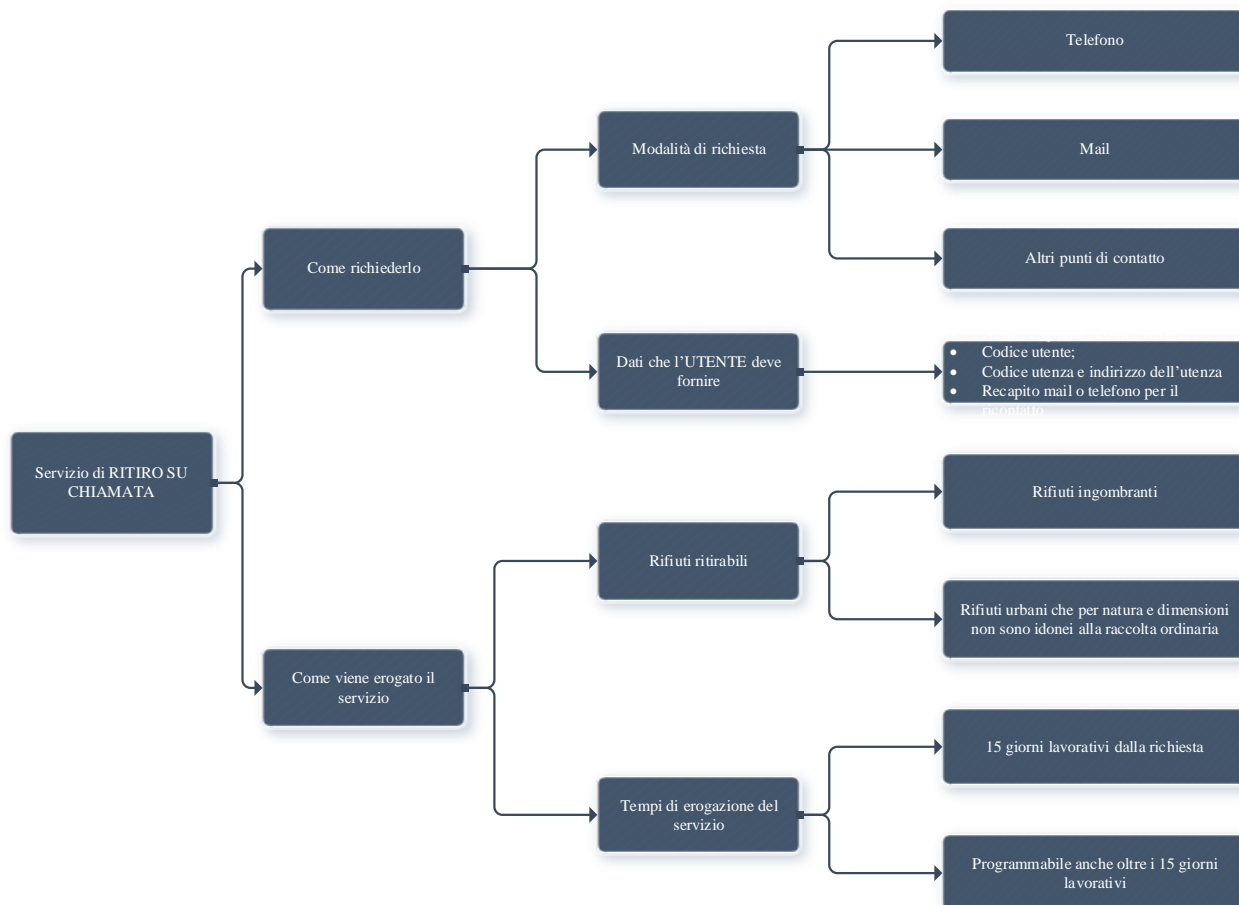 Telefono
Modalità di richiesta
Mail
Come richiederlo
Altri punti di contatto
Dati che l’UTENTE deve
fornire
• Codice utente;
• Codice utenza e indirizzo dell’utenza
• Recapito mail o telefono per il
ricontatto
Servizio di RITIRO SU
CHIAMATA
Rifiuti ingombranti
Rifiuti ritirabili
Rifiuti urbani che per natura e dimensioni
non sono idonei alla raccolta ordinaria
Come viene erogato il
servizio
15 giorni lavorativi dalla richiesta
Tempi di erogazione del
servizio
Programmabile anche oltre i 15 giorni
lavorativi